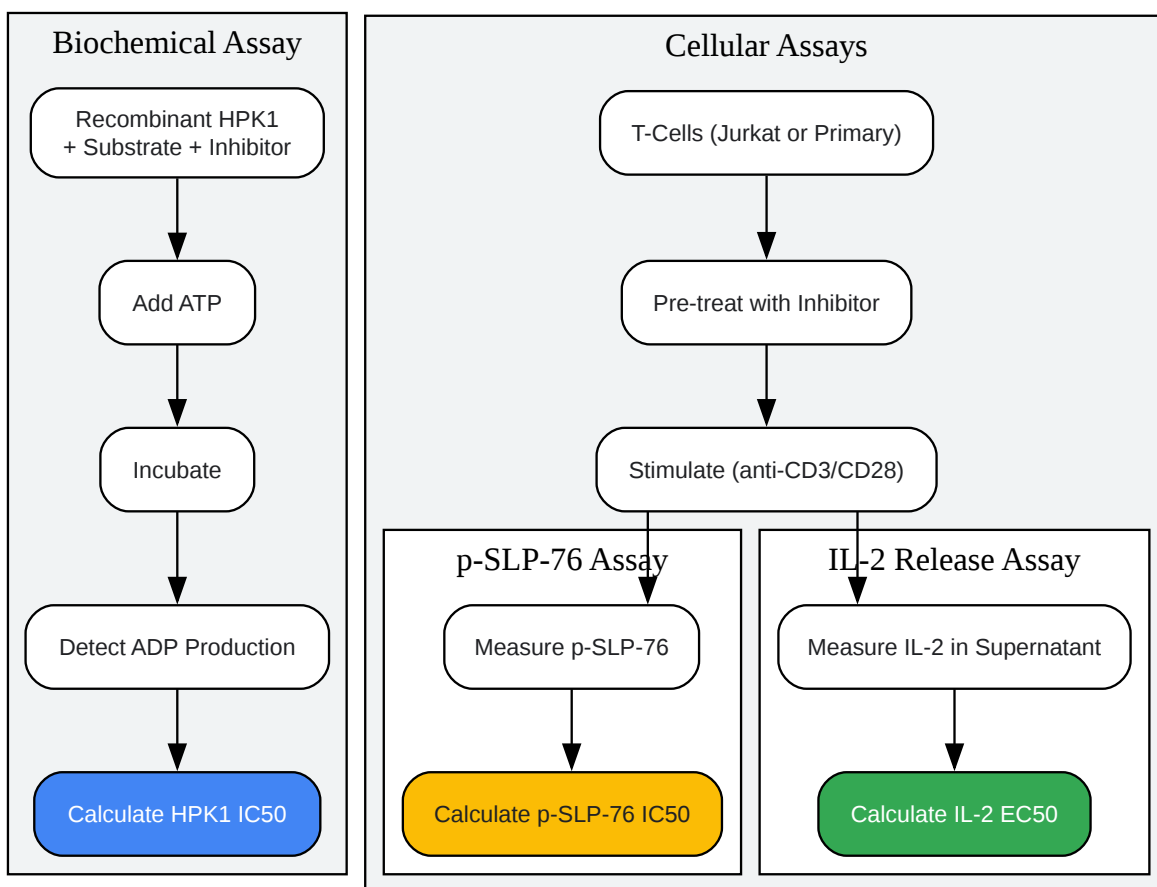 Biochemical Assay
Recombinant HPK1
+ Substrate + Inhibitor
Add ATP
Incubate
Detect ADP Production
Calculate HPK1 IC50
Cellular Assays
T-Cells (Jurkat or Primary)
Pre-treat with Inhibitor
Stimulate (anti-CD3/CD28)
p-SLP-76 Assay
Measure p-SLP-76
Calculate p-SLP-76 IC50
IL-2 Release Assay
Measure IL-2 in Supernatant
Calculate IL-2 EC50